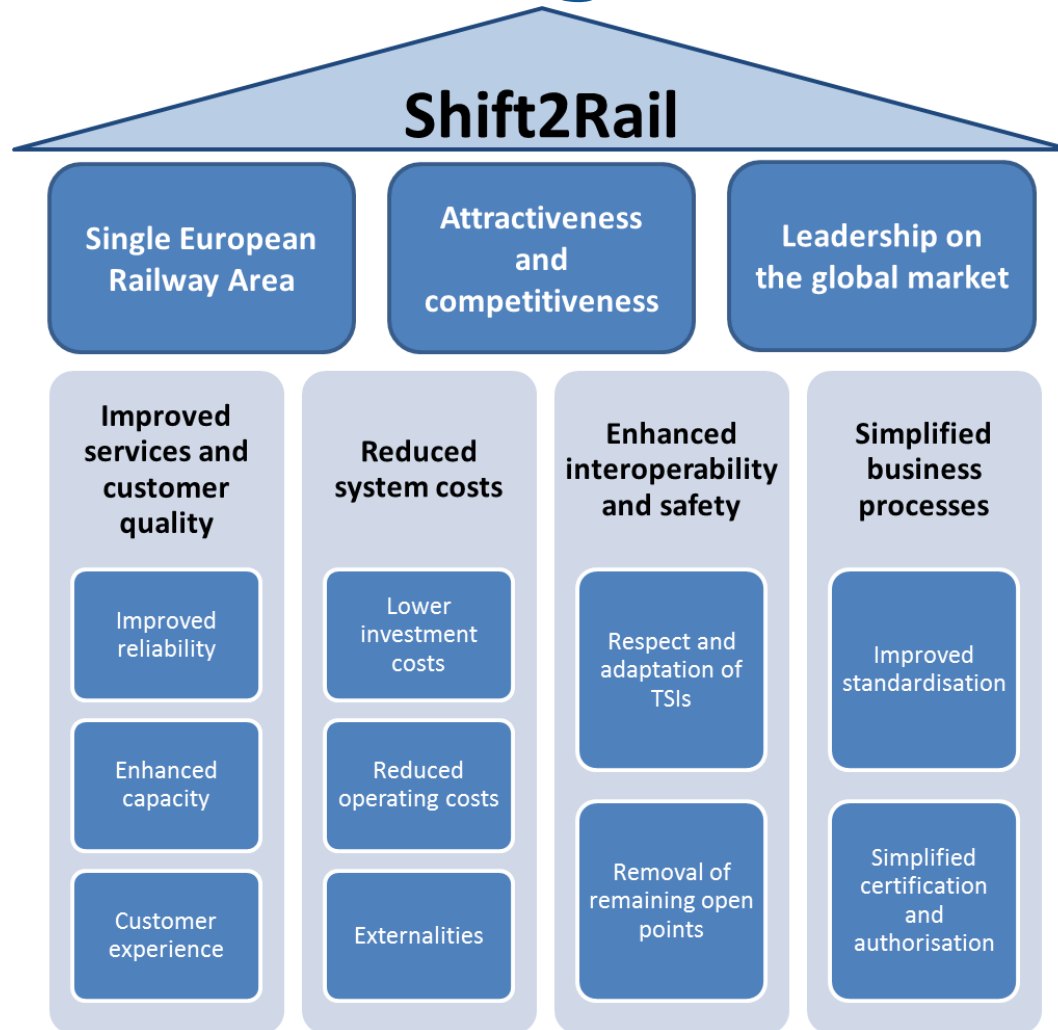 Shift2Rail
Single European
Railway Area
Attractiveness
and
competitiveness
Leadership on
the global market
Improved
services and
customer
quality
Improved
reliability
Enhanced
capacity
Customer
experience
Reduced
system costs
Lower
investment
costs
Reduced
operating costs
Externalities
Enhanced
interoperability
and safety
Respect and
adaptation of
TSIs
Removal of
remaining open
points
Simplified
business
processes
Improved
standardisation
Simplified
certification
and
authorisation